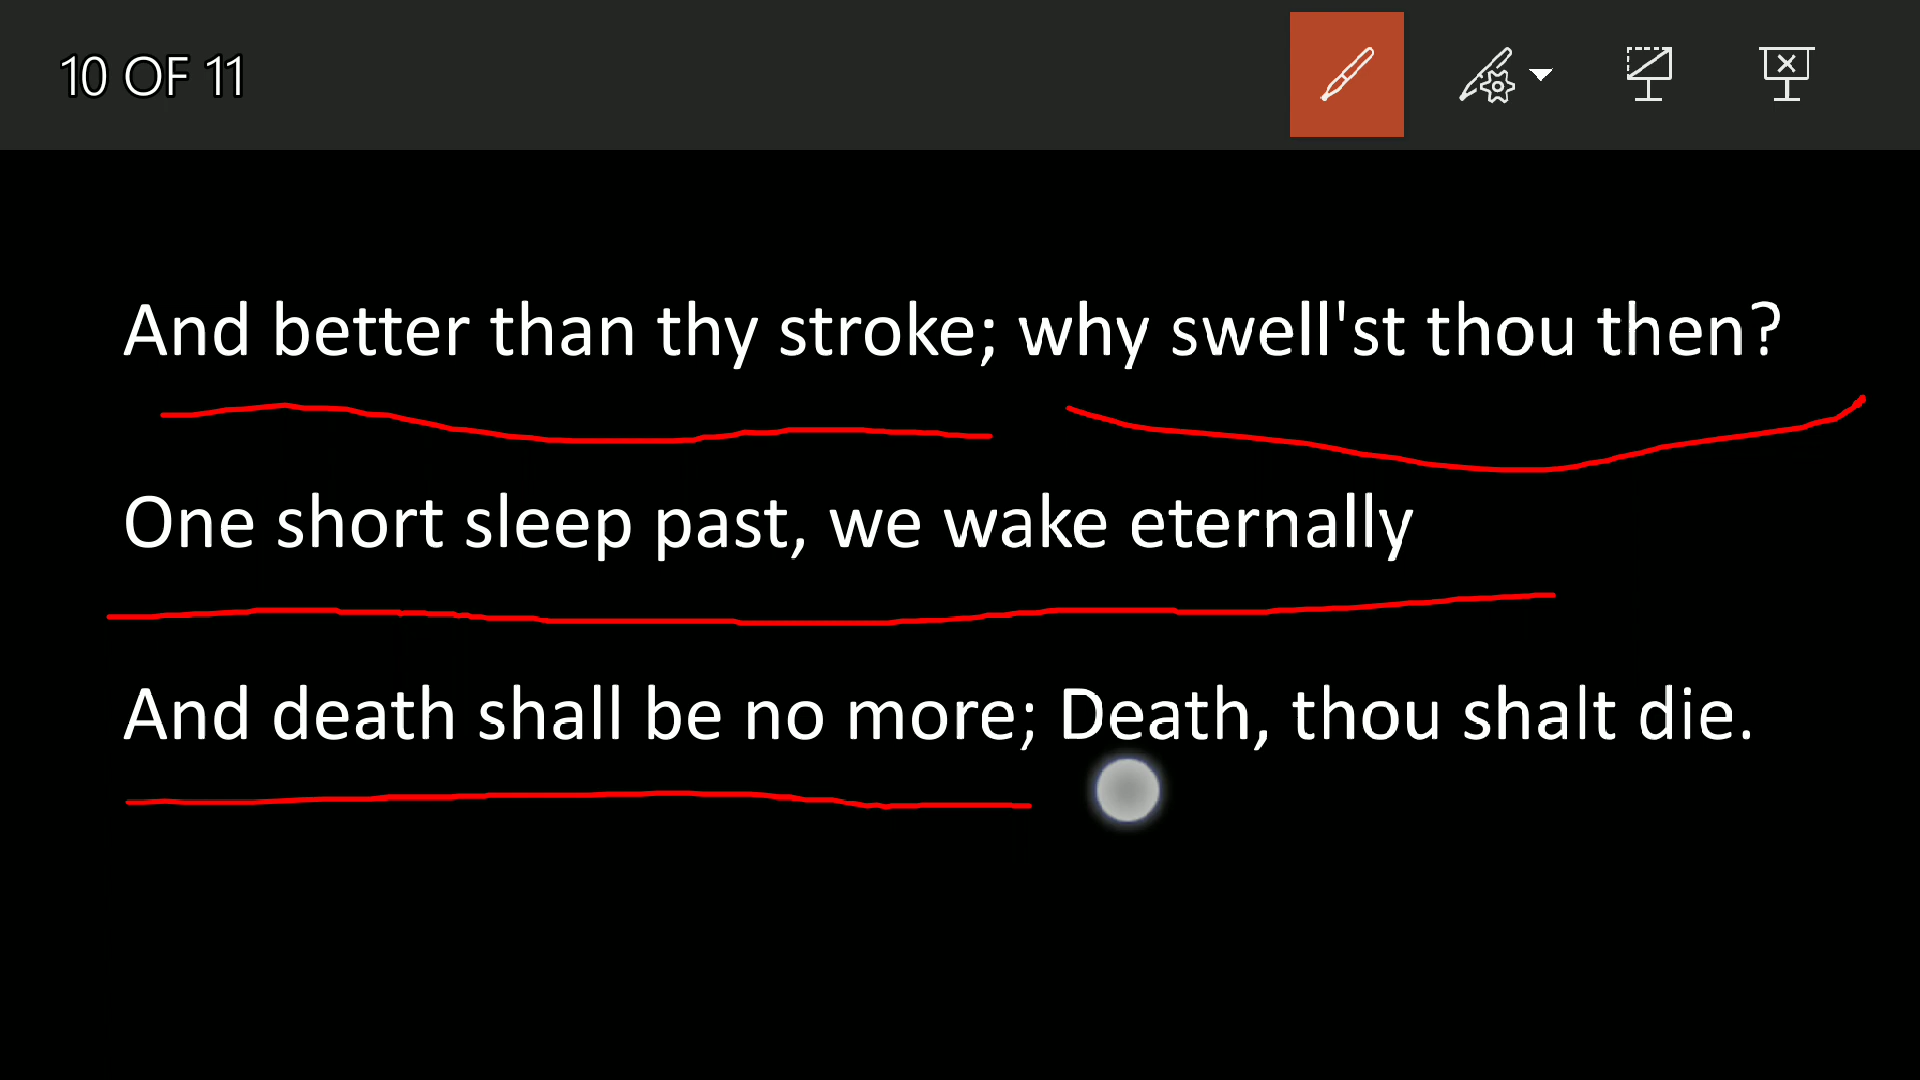 10 OF 11
And better than thy stroke; why swell'st thou then?
One short sleep past, we wake eternally
And death shall be no more; Death, thou shalt die.